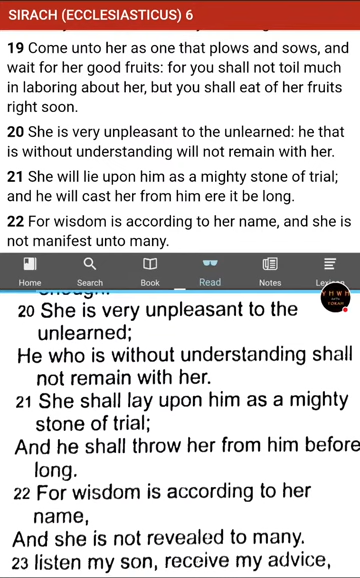 SIRACH (ECCLESIASTICUS) 6
19 Come unto her as one that plows and sows, and
wait for her good fruits: for you shall not toil much
in laboring about her, but you shall eat of her fruits
right soon.
20 She is very unpleasant to the unlearned: he that
is without understanding will not remain with her.
21 She will lie upon him as a mighty stone of trial;
and he will cast her from him ere it be long.
22 For wisdom is according to her name, and she is
not manifest unto many.
Home Search Book Read Notes
20 She is very unpleasant to the
unlearned;
He who is without understanding shall
not remain with her.
21 She shall lay upon him as a mighty
stone of trial;
And he shall throw her from him before
long.
22 For wisdom is according to her
name,
And she is not revealed to many.
23 listen my son, receive my advice,